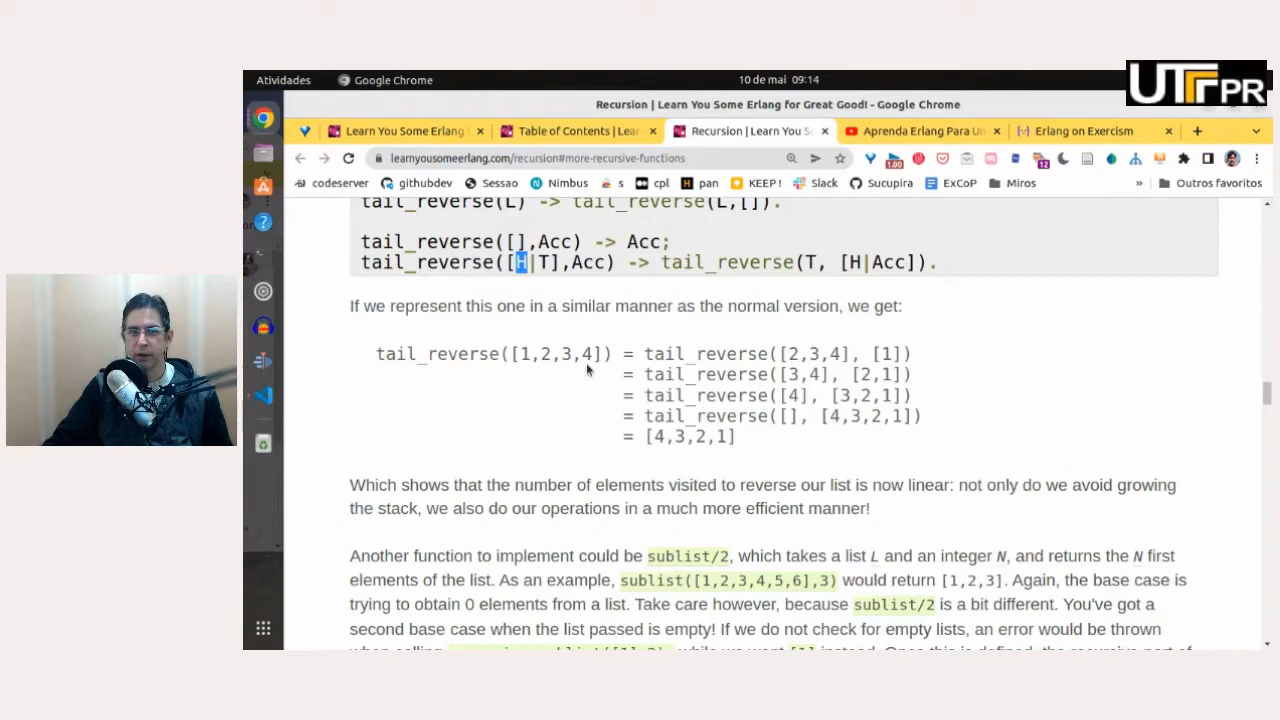 UTFPR
Atividades
Google Chrome
10 de mai 09:14
Recursion | Learn You Some Erlang for Great Good! - Google Chrome
Learn You Some Erlang
Table of Contents | Lea
Recursion | Learn You S
Aprenda Erlang Para Un
Erlang on Exercism
learnyousomeerlang.com/recursion#more-recursive-functions
1.00
12
codeserver
githubdev
Sessao
Nimbus
s
cpl
pan
KEEP !
Slack
Sucupira
ExCoP
Miros
»
Outros favoritos
tail_reverse(L) -> tail_reverse(L,[]).
tail_reverse([],Acc) -> Acc;
tail_reverse([H|T],Acc) -> tail_reverse(T, [H|Acc]).
If we represent this one in a similar manner as the normal version, we get:
tail_reverse([1,2,3,4]) = tail_reverse([2,3,4], [1])
= tail_reverse([3,4], [2,1])
= tail_reverse([4], [3,2,1])
= tail_reverse([], [4,3,2,1])
= [4,3,2,1]
Which shows that the number of elements visited to reverse our list is now linear: not only do we avoid growing
the stack, we also do our operations in a much more efficient manner!
Another function to implement could be sublist/2, which takes a list L and an integer N, and returns the N first
elements of the list. As an example, sublist([1,2,3,4,5,6],3) would return [1,2,3]. Again, the base case is
trying to obtain 0 elements from a list. Take care however, because sublist/2 is a bit different. You've got a
second base case when the list passed is empty! If we do not check for empty lists, an error would be thrown